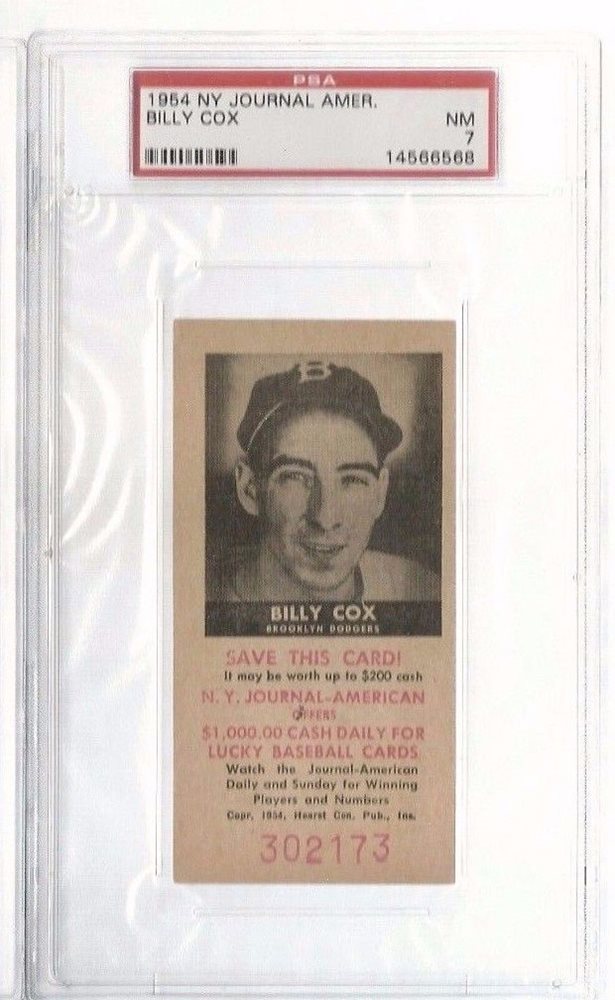 PSA
1954 NY JOURNAL AMER.
BILLY COX
NM
7
14566568
B
BILLY COX
BROOKLYN DODGERS
SAVE THIS CARD!
It may be worth up to $200 cash
N. Y. JOURNAL-AMERICAN
OFFERS
$1,000.00 CASH DAILY FOR
LUCKY BASEBALL CARDS
Watch the Journal-American
Daily and Sunday for Winning
Players and Numbers
Copr. 1954, Hearst Con. Pub., Inc.
302173